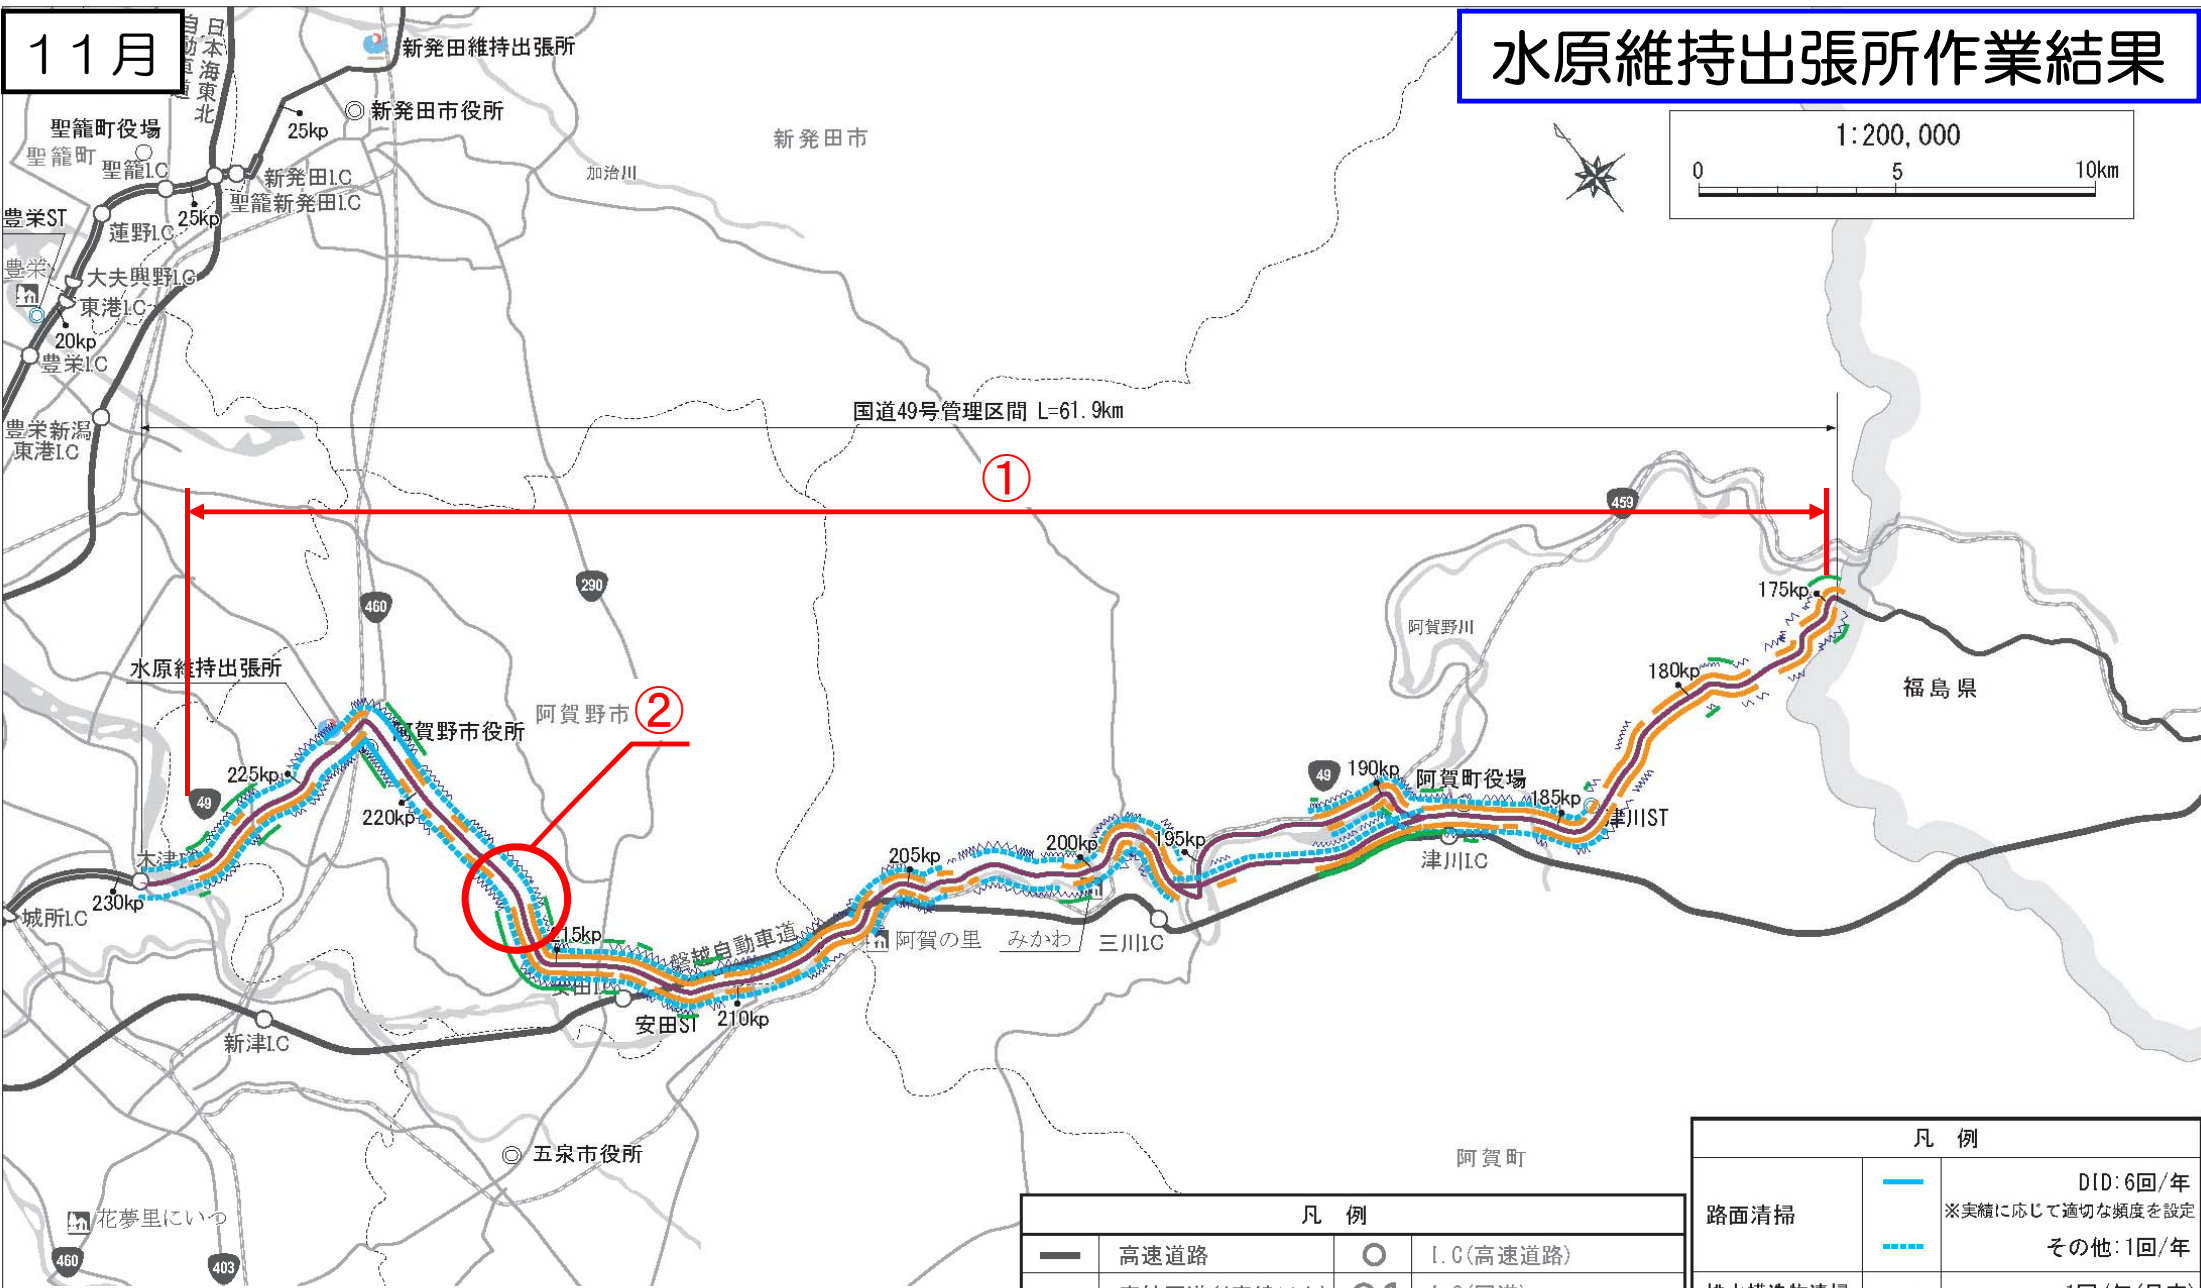 11月
水原維持出張所作業結果
1:200,000
0 5 10km
日本海東北
自動車道
新発田維持出張所
新発田市役所
25kp
新発田市
加治川
聖籠町役場
聖籠町
聖籠I.C
新発田I.C
聖籠新発田I.C
25kp
豊栄ST
蓮野I.C
豊栄
大夫興野I.C
東港I.C
20kp
豊栄I.C
豊栄新潟
東港I.C
国道49号管理区間 L=61.9km
①
459
290
460
175kp
阿賀野川
水原維持出張所
180kp
福島県
阿賀野市
②
阿賀野市役所
225kp
49
220kp
49
190kp
阿賀町役場
185kp
津川ST
195kp
200kp
205kp
津川I.C
木津I.C
230kp
城所I.C
215kp
磐越自動車道
阿賀の里
みかわ
三川I.C
安田I.C
安田ST
210kp
新津I.C
五泉市役所
阿賀町
花夢里にいつ
460
403
凡 例
高速道路
I.C(高速道路)
凡 例
路面清掃
DID:6回/年
※実績に応じて適切な頻度を設定
その他:1回/年